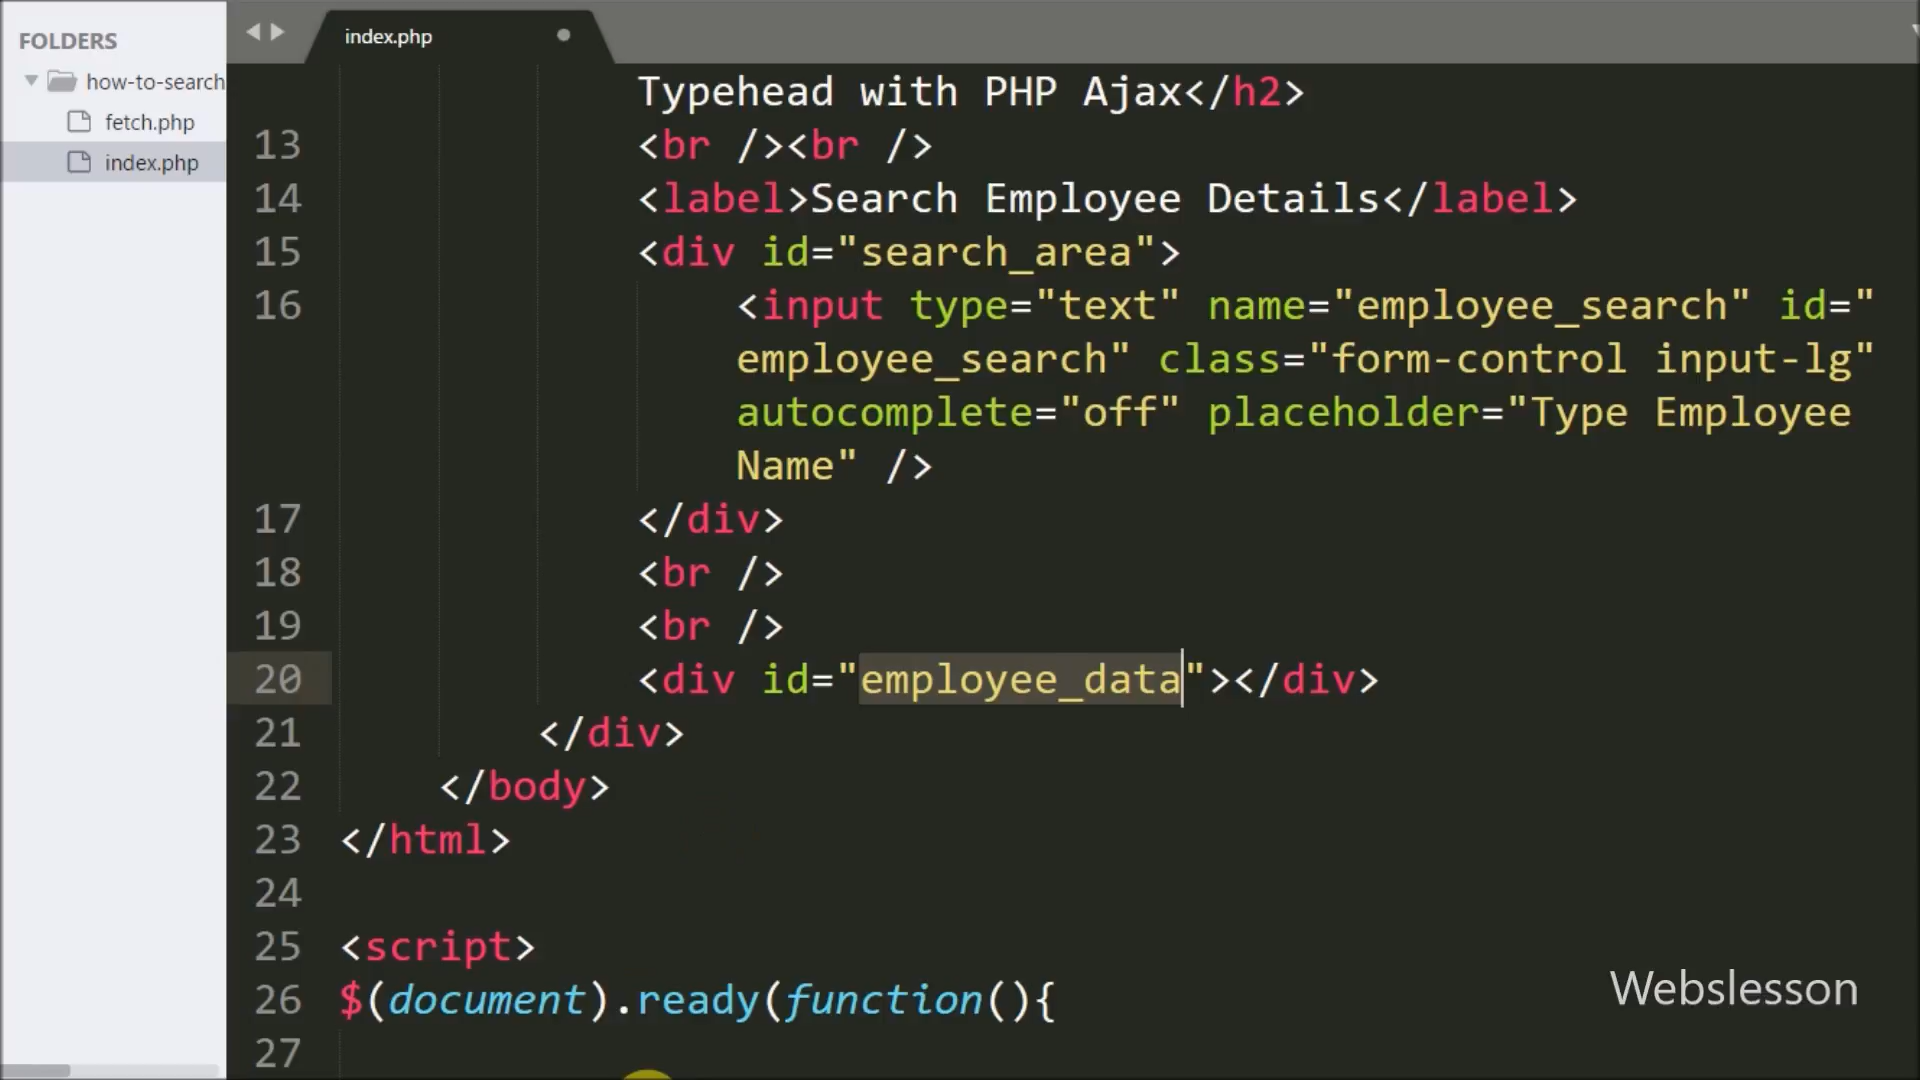 FOLDERS
how-to-search
fetch.php
index.php
index.php
Typehead with PHP Ajax</h2>
13 <br /><br />
14 <label>Search Employee Details</label>
15 <div id="search_area">
16 <input type="text" name="employee_search" id="
employee_search" class="form-control input-lg"
autocomplete="off" placeholder="Type Employee
Name" />
17 </div>
18 <br />
19 <br />
20 <div id="employee_data"></div>
21 </div>
22 </body>
23 </html>
24
25 <script>
26 $(document).ready(function(){
27
Webslesson